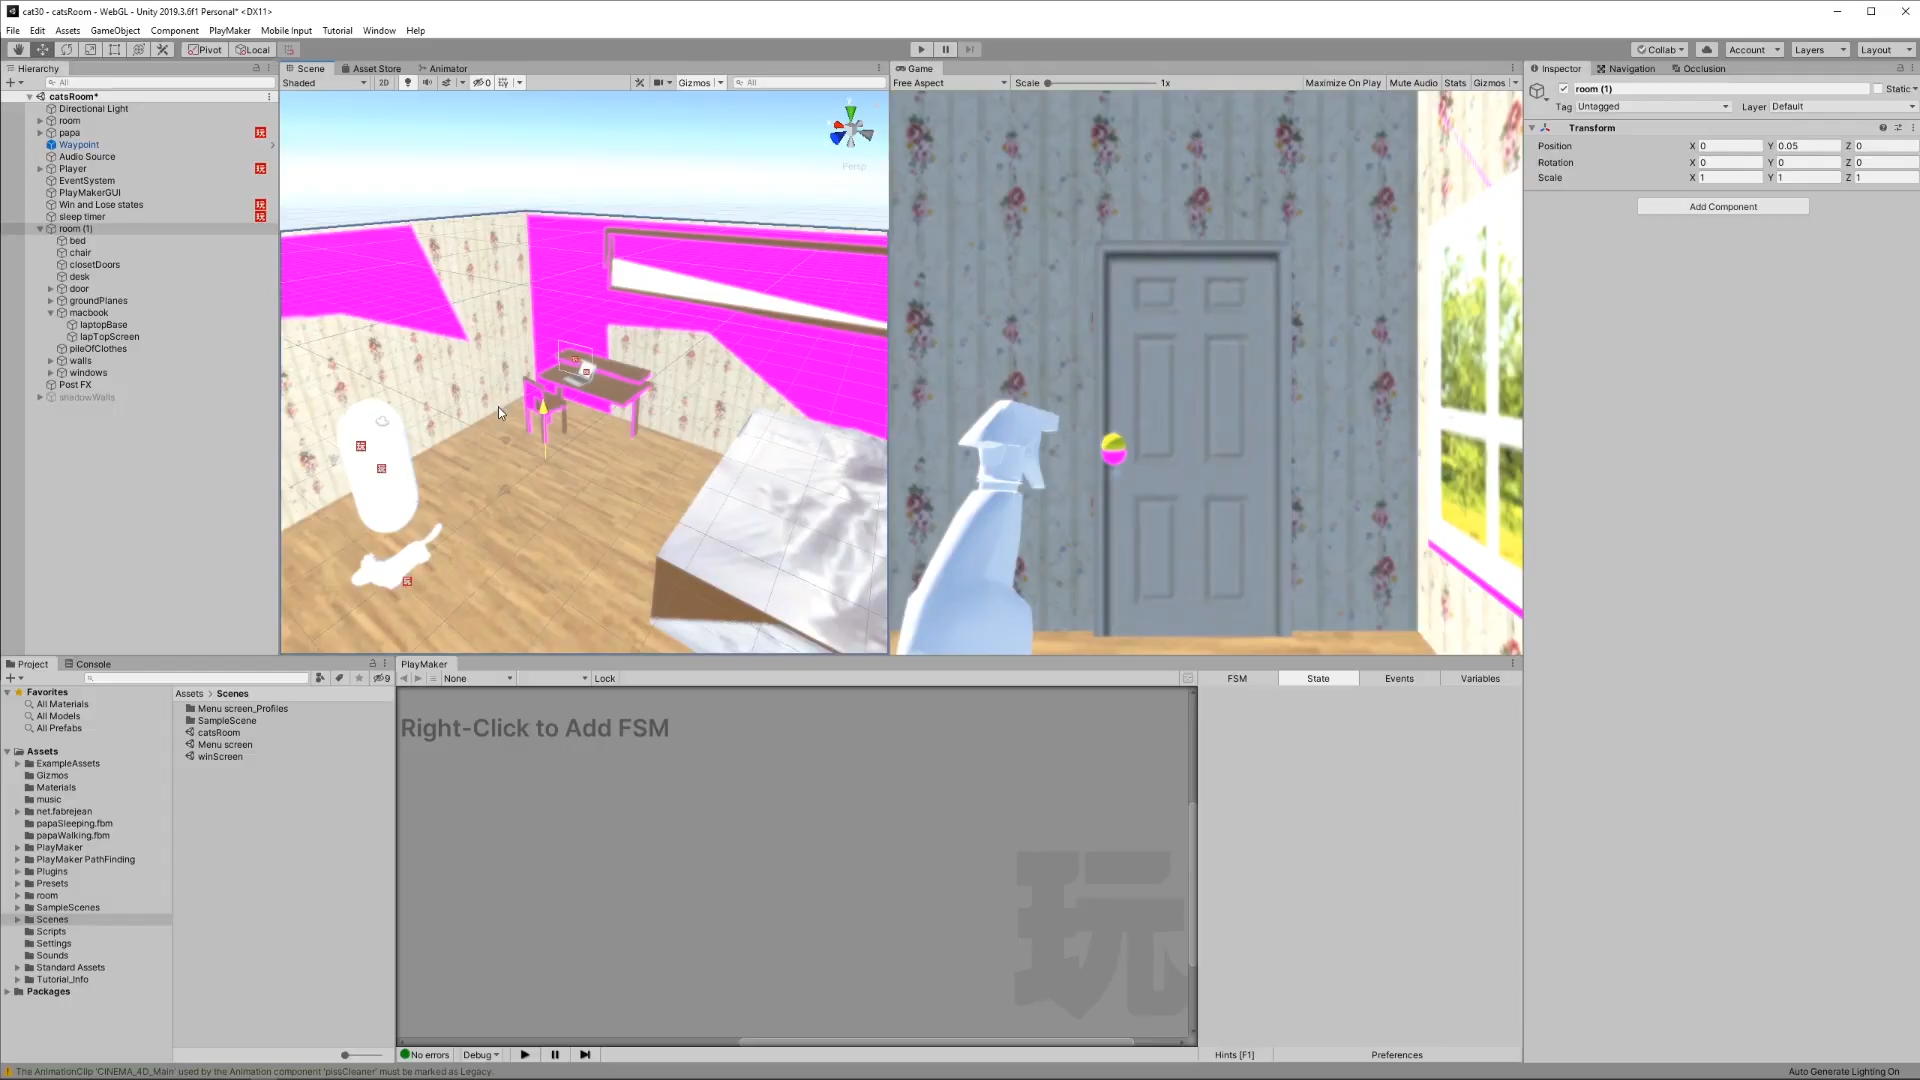 cat30 - catsRoom - WebGL - Unity 2019.3.6f1 Personal* <DX11>
File Edit Assets GameObject Component PlayMaker Mobile Input Tutorial Window Help
Pivot Local Collab Account Layers Layout
Hierarchy
All
catsRoom*
Directional Light
room
papa
Waypoint
Audio Source
Player
EventSystem
PlayMakerGUI
Win and Lose states
sleep timer
room (1)
bed
chair
closetDoors
desk
door
groundPlanes
macbook
laptopBase
lapTopScreen
pileOfClothes
walls
windows
Post FX
shadowWalls
Scene Asset Store Animator
Shaded 2D 0 Gizmos All
Persp
Game
Free Aspect Scale 1x Maximize On Play Mute Audio Stats Gizmos
Inspector Navigation Occlusion
room (1) Static
Tag Untagged Layer Default
Transform
Position X 0 Y 0.05 Z 0
Rotation X 0 Y 0 Z 0
Scale X 1 Y 1 Z 1
Add Component
Project Console
9
Favorites
All Materials
All Models
All Prefabs
Assets
ExampleAssets
Gizmos
Materials
music
net.fabrejean
papaSleeping.fbm
papaWalking.fbm
PlayMaker
PlayMaker PathFinding
Plugins
Presets
room
SampleScenes
Scenes
Scripts
Settings
Sounds
Standard Assets
Tutorial_Info
Packages
Assets > Scenes
Menu screen_Profiles
SampleScene
catsRoom
Menu screen
winScreen
PlayMaker
None Lock
Right-Click to Add FSM
玩
FSM State Events Variables
No errors Debug
Hints [F1] Preferences
The AnimationClip 'CINEMA_4D_Main' used by the Animation component 'pissCleaner' must be marked as Legacy.
Auto Generate Lighting On